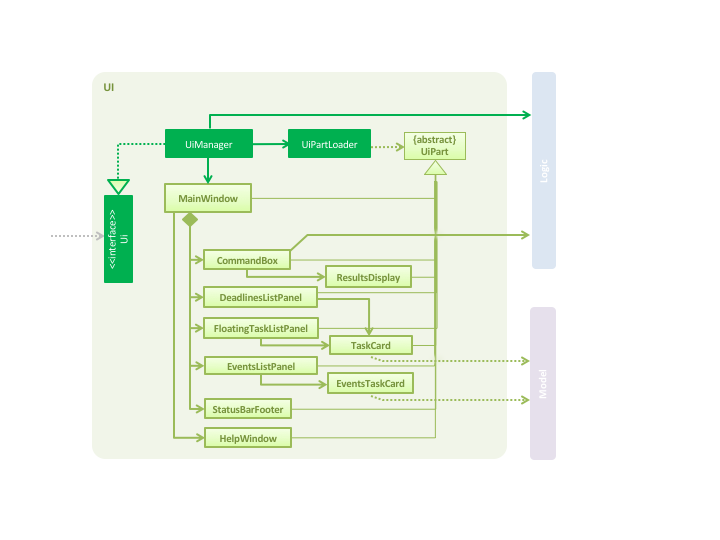 UI
UiManager
UiPartLoader
{abstract}
UiPart
Logic
MainWindow
<<interface>>
Ui
CommandBox
ResultsDisplay
DeadlinesListPanel
FloatingTaskListPanel
TaskCard
EventsListPanel
EventsTaskCard
Model
StatusBarFooter
HelpWindow